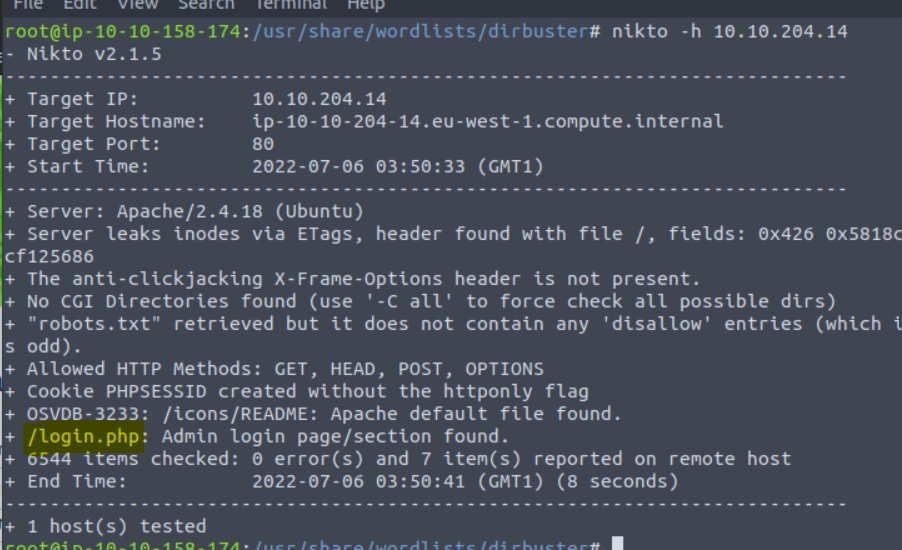 File Edit View Search Terminal Help
root@ip-10-10-158-174:/usr/share/wordlists/dirbuster# nikto -h 10.10.204.14
- Nikto v2.1.5
---------------------------------------------------------------------------
+ Target IP:          10.10.204.14
+ Target Hostname:    ip-10-10-204-14.eu-west-1.compute.internal
+ Target Port:        80
+ Start Time:         2022-07-06 03:50:33 (GMT1)
---------------------------------------------------------------------------
+ Server: Apache/2.4.18 (Ubuntu)
+ Server leaks inodes via ETags, header found with file /, fields: 0x426 0x5818c
cf125686
+ The anti-clickjacking X-Frame-Options header is not present.
+ No CGI Directories found (use '-C all' to force check all possible dirs)
+ "robots.txt" retrieved but it does not contain any 'disallow' entries (which i
s odd).
+ Allowed HTTP Methods: GET, HEAD, POST, OPTIONS
+ Cookie PHPSESSID created without the httponly flag
+ OSVDB-3233: /icons/README: Apache default file found.
+ /login.php: Admin login page/section found.
+ 6544 items checked: 0 error(s) and 7 item(s) reported on remote host
+ End Time:           2022-07-06 03:50:41 (GMT1) (8 seconds)
---------------------------------------------------------------------------
+ 1 host(s) tested
root@ip-10-10-158-174:/usr/share/wordlists/dirbuster#